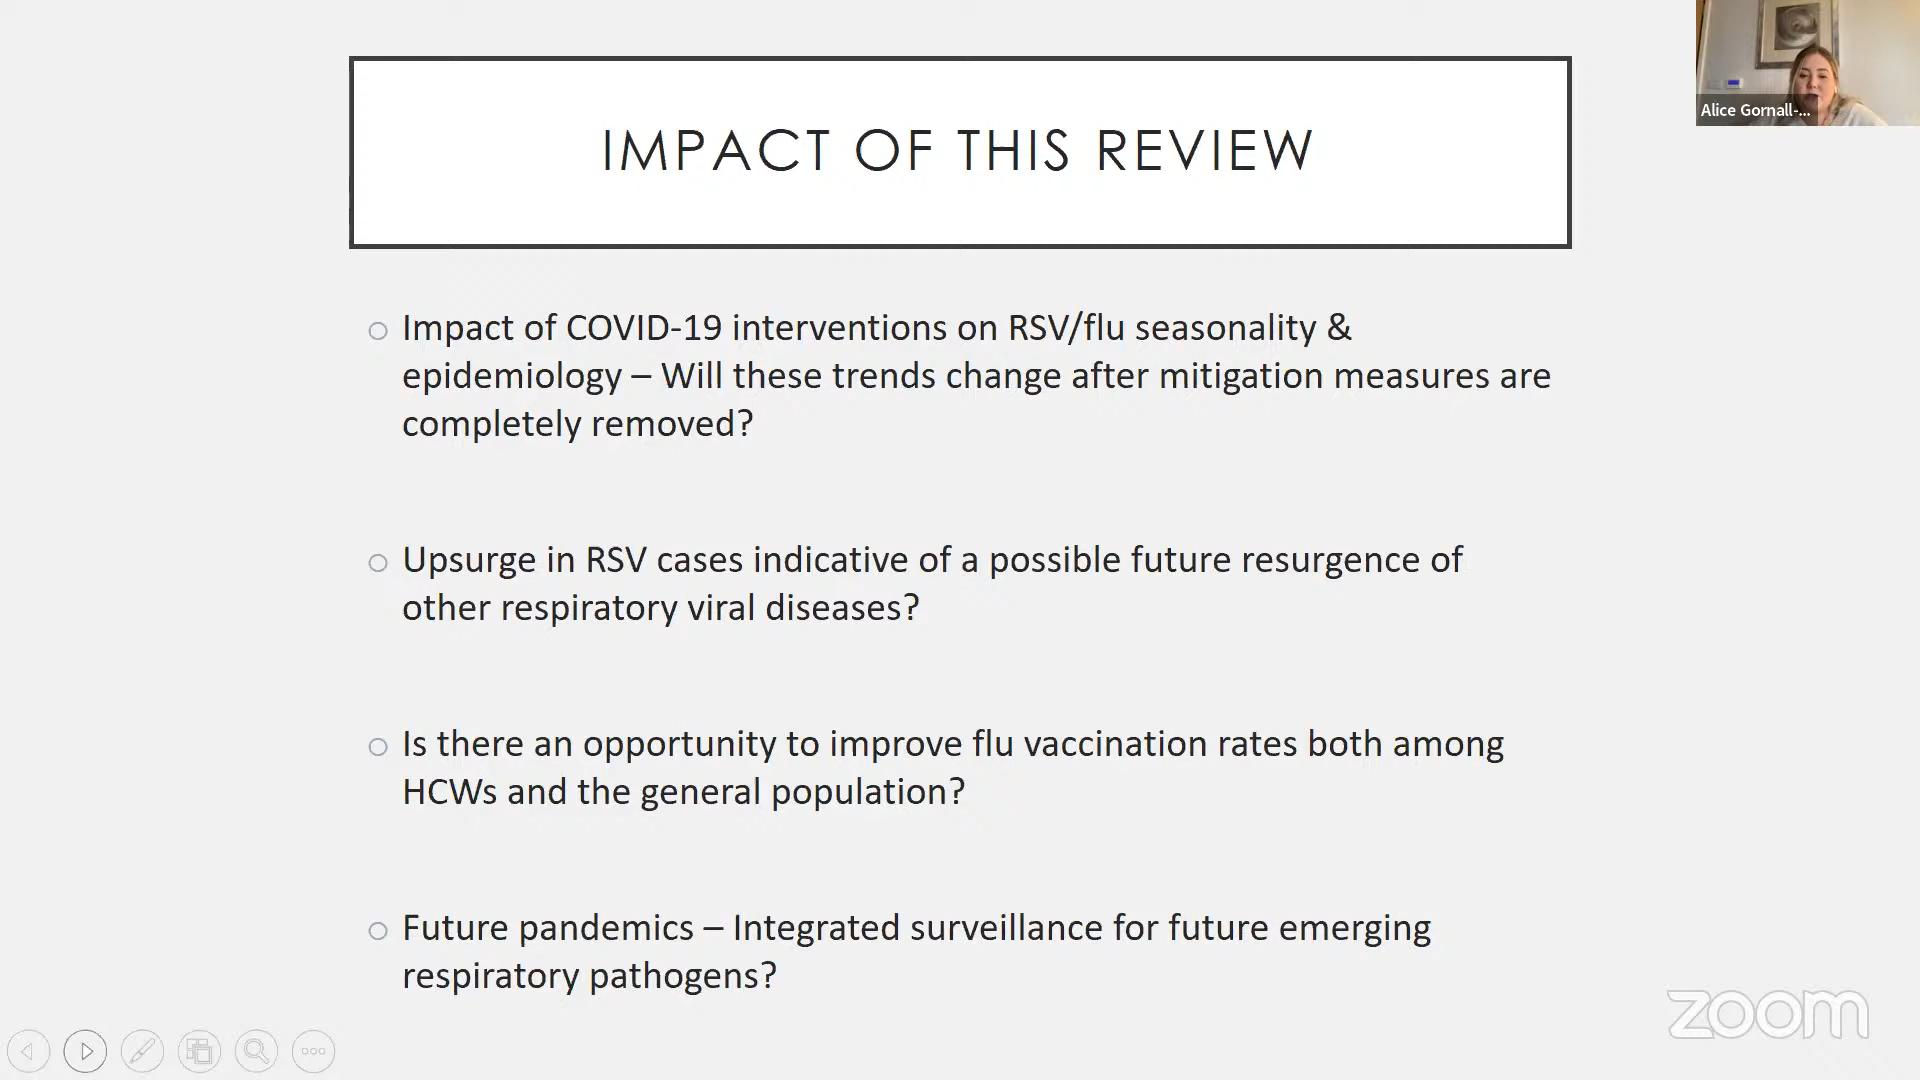 IMPACT OF THIS REVIEW
Alice Gornall-...
Impact of COVID-19 interventions on RSV/flu seasonality &
epidemiology – Will these trends change after mitigation measures are
completely removed?
Upsurge in RSV cases indicative of a possible future resurgence of
other respiratory viral diseases?
Is there an opportunity to improve flu vaccination rates both among
HCWs and the general population?
Future pandemics – Integrated surveillance for future emerging
respiratory pathogens?
zoom